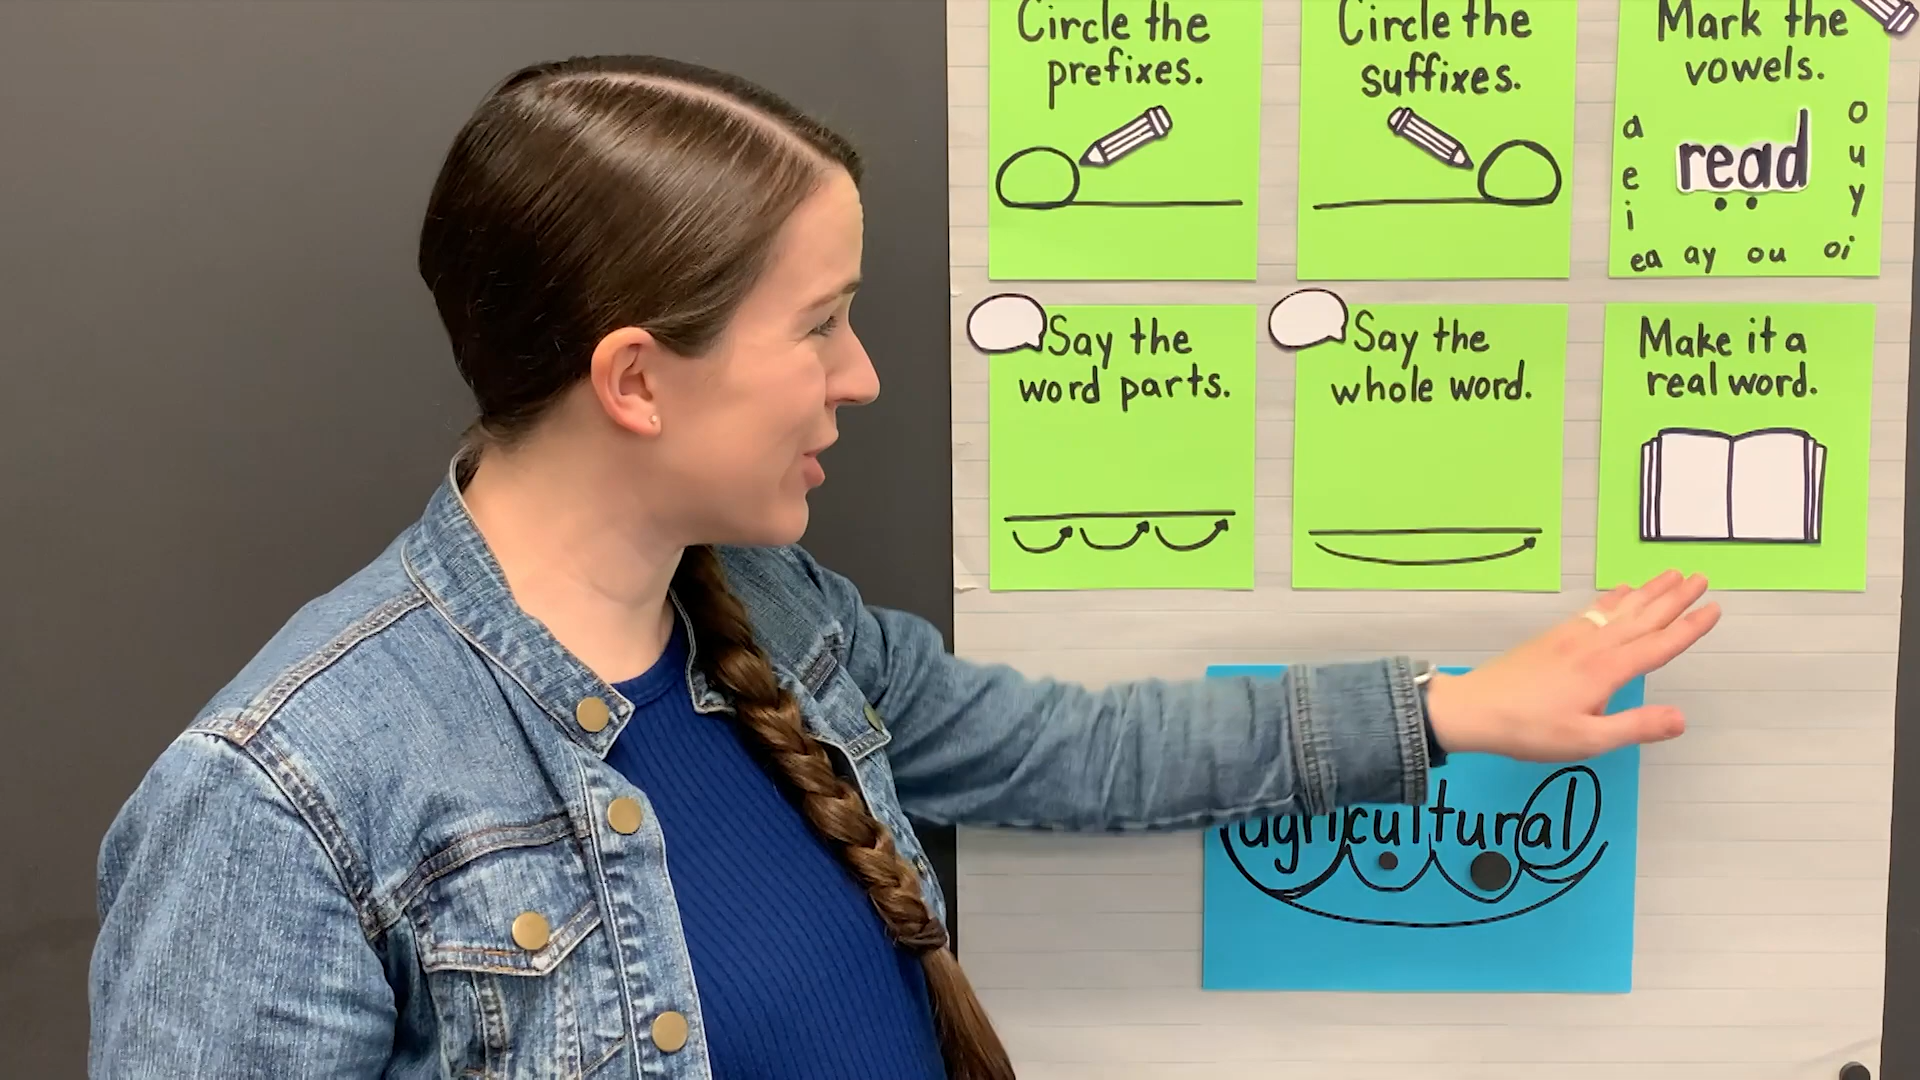 Circle the
prefixes.
Circle the
suffixes.
Mark the
vowels.
a
e
i
read
o
u
y
ea ay ou oi
Say the
word parts.
Say the
whole word.
Make it a
real word.
agricultural